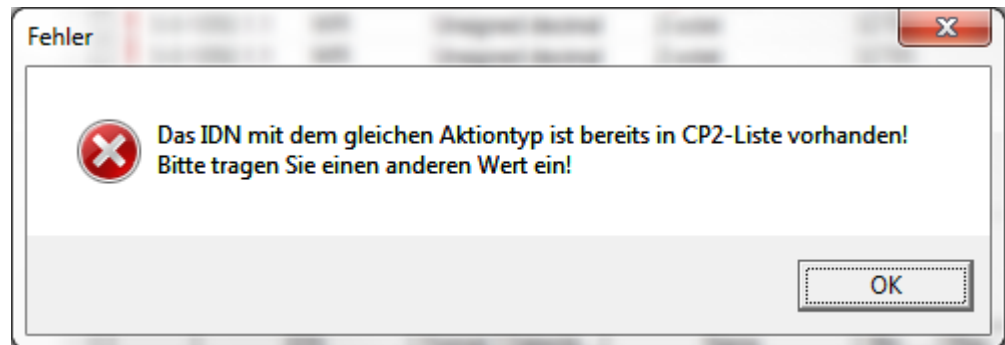 Fehler
Das IDN mit dem gleichen Aktiontyp ist bereits in CP2-Liste vorhanden!
Bitte tragen Sie einen anderen Wert ein!
OK